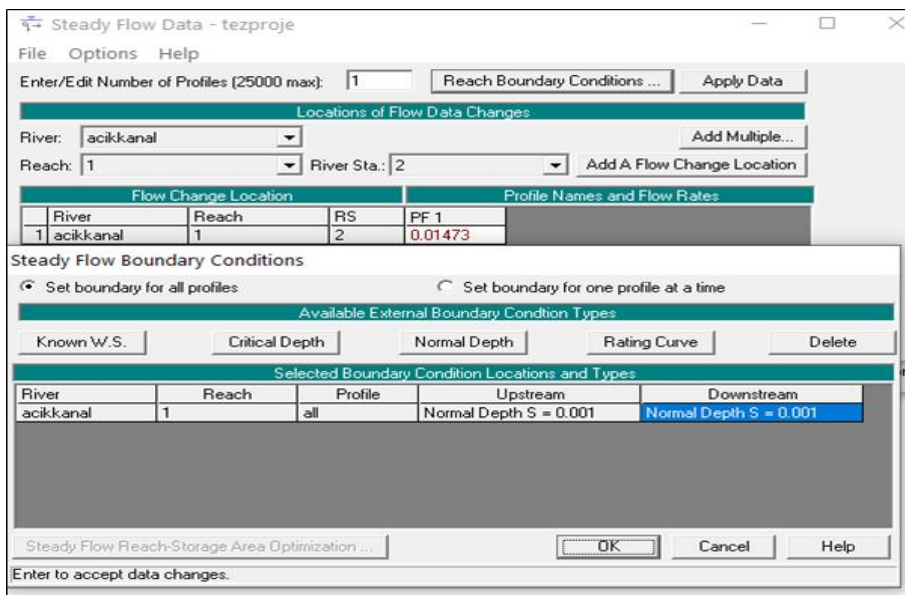 Steady Flow Data - tezproje
File Options Help
Enter/Edit Number of Profiles (25000 max): 1 Reach Boundary Conditions ... Apply Data
Locations of Flow Data Changes
River: acikkanal Add Multiple...
Reach: 1 River Sta.: 2 Add A Flow Change Location
Flow Change Location Profile Names and Flow Rates
River Reach RS PF 1
1 acikkanal 1 2 0.01473
Steady Flow Boundary Conditions
Set boundary for all profiles Set boundary for one profile at a time
Available External Boundary Condtion Types
Known W.S. Critical Depth Normal Depth Rating Curve Delete
Selected Boundary Condition Locations and Types
River Reach Profile Upstream Downstream
acikkanal 1 all Normal Depth S = 0.001 Normal Depth S = 0.001
Steady Flow Reach-Storage Area Optimization ... OK Cancel Help
Enter to accept data changes.